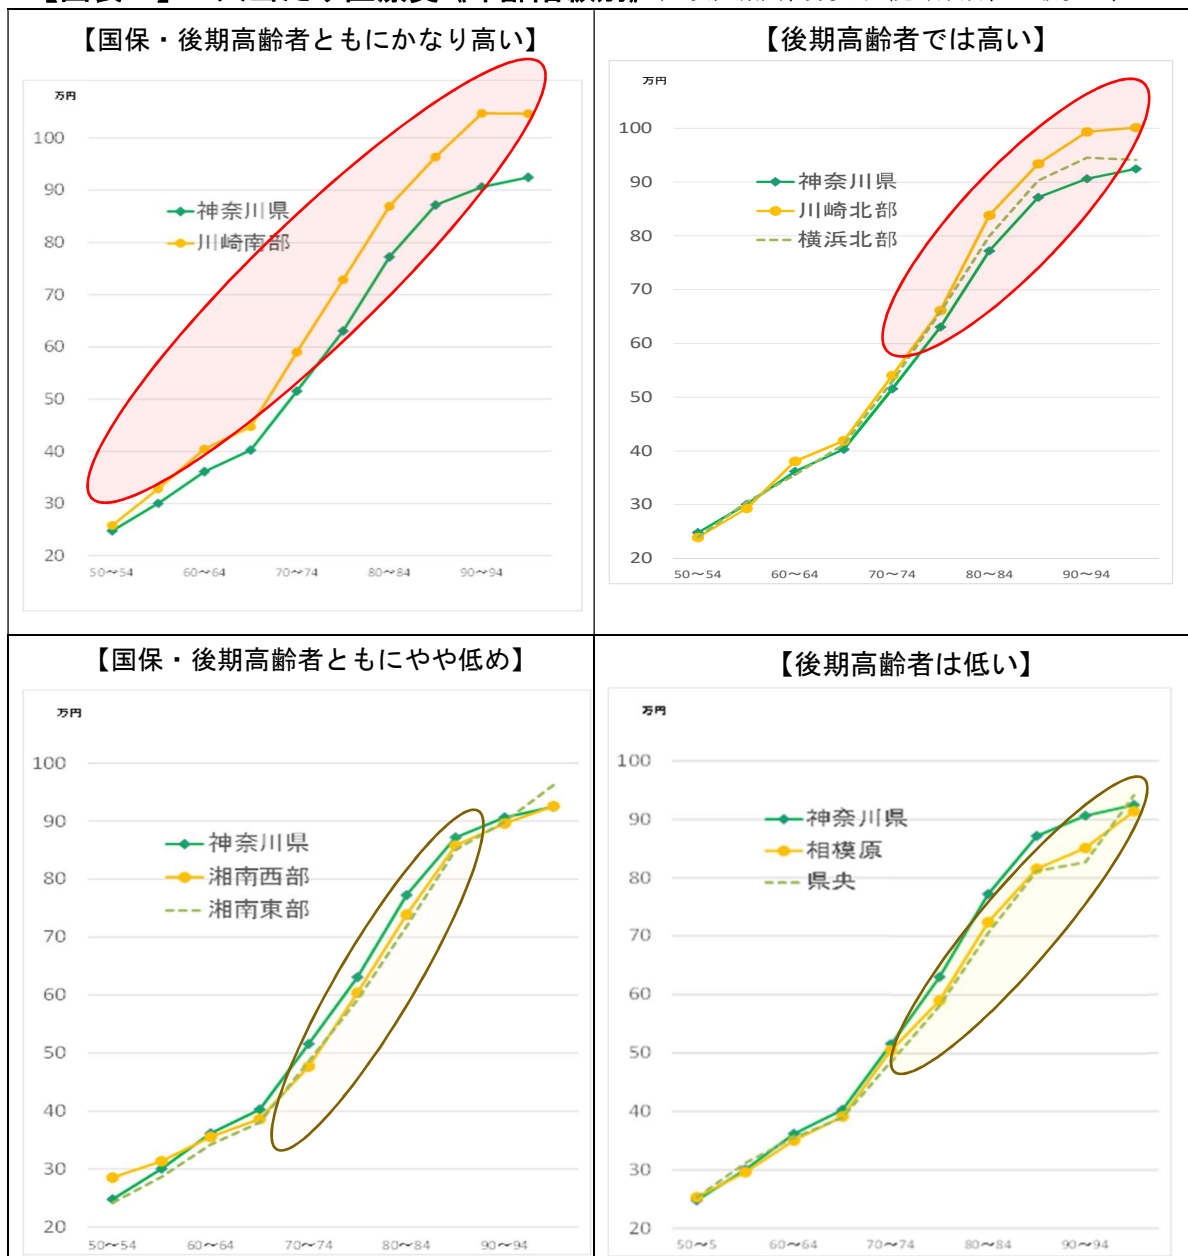 【国保・後期高齢者ともにかなり高い】
万円
100
90
80
70
60
50
40
30
20
神奈川県
川崎南部
50～54 60～64 70～74 80～84 90～94
【後期高齢者では高い】
万円
100
90
80
70
60
50
40
30
20
神奈川県
川崎北部
横浜北部
50～54 60～64 70～74 80～84 90～94
【国保・後期高齢者ともにやや低め】
万円
100
90
80
70
60
50
40
30
20
神奈川県
湘南西部
湘南東部
50～54 60～64 70～74 80～84 90～94
【後期高齢者は低い】
万円
100
90
80
70
60
50
40
30
20
神奈川県
相模原
県央
50～5 60～64 70～74 80～84 90～94